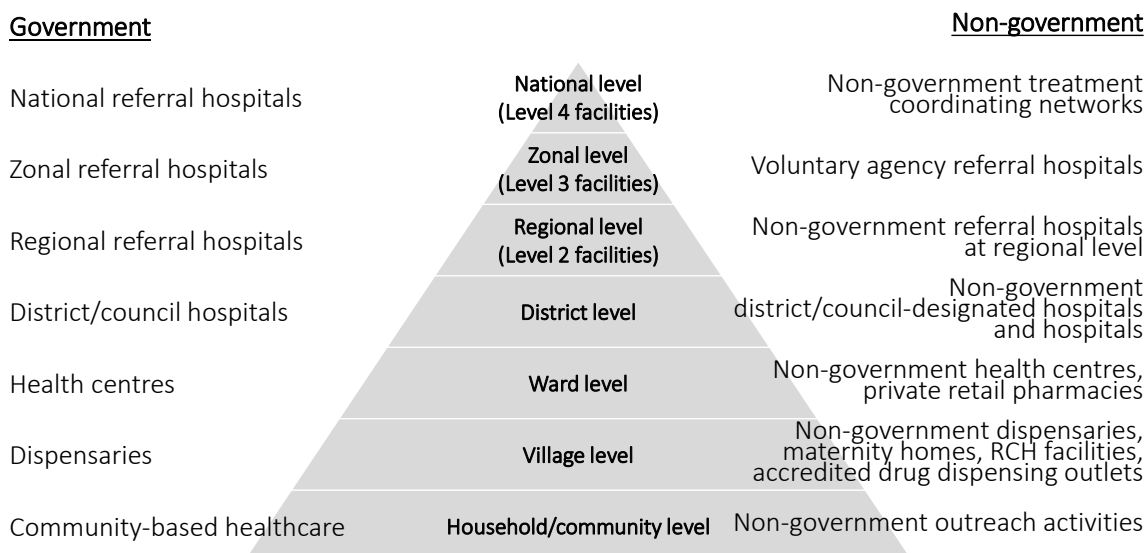 Government
Non-government
National referral hospitals
National level
(Level 4 facilities)
Non-government treatment
coordinating networks
Zonal referral hospitals
Zonal level
(Level 3 facilities)
Voluntary agency referral hospitals
Regional referral hospitals
Regional level
(Level 2 facilities)
Non-government referral hospitals
at regional level
District/council hospitals
District level
Non-government
district/council-designated hospitals
and hospitals
Health centres
Ward level
Non-government health centres,
private retail pharmacies
Dispensaries
Village level
Non-government dispensaries,
maternity homes, RCH facilities,
accredited drug dispensing outlets
Community-based healthcare
Household/community level
Non-government outreach activities